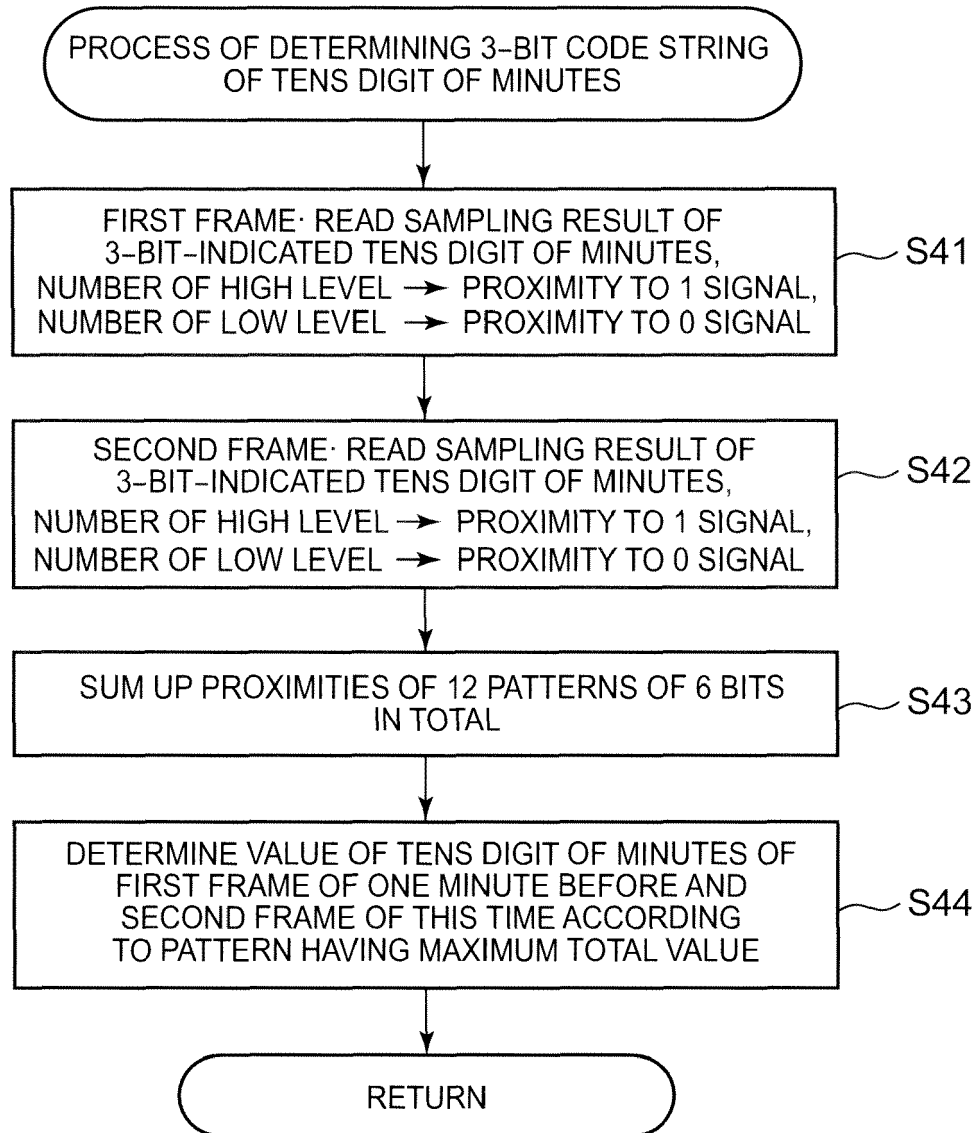 PROCESS OF DETERMINING 3-BIT CODE STRING
OF TENS DIGIT OF MINUTES
FIRST FRAME· READ SAMPLING RESULT OF
3-BIT-INDICATED TENS DIGIT OF MINUTES,
NUMBER OF HIGH LEVEL → PROXIMITY TO 1 SIGNAL,
NUMBER OF LOW LEVEL → PROXIMITY TO 0 SIGNAL
S41
SECOND FRAME· READ SAMPLING RESULT OF
3-BIT-INDICATED TENS DIGIT OF MINUTES,
NUMBER OF HIGH LEVEL → PROXIMITY TO 1 SIGNAL,
NUMBER OF LOW LEVEL → PROXIMITY TO 0 SIGNAL
S42
SUM UP PROXIMITIES OF 12 PATTERNS OF 6 BITS
IN TOTAL
S43
DETERMINE VALUE OF TENS DIGIT OF MINUTES OF
FIRST FRAME OF ONE MINUTE BEFORE AND
SECOND FRAME OF THIS TIME ACCORDING
TO PATTERN HAVING MAXIMUM TOTAL VALUE
S44
RETURN